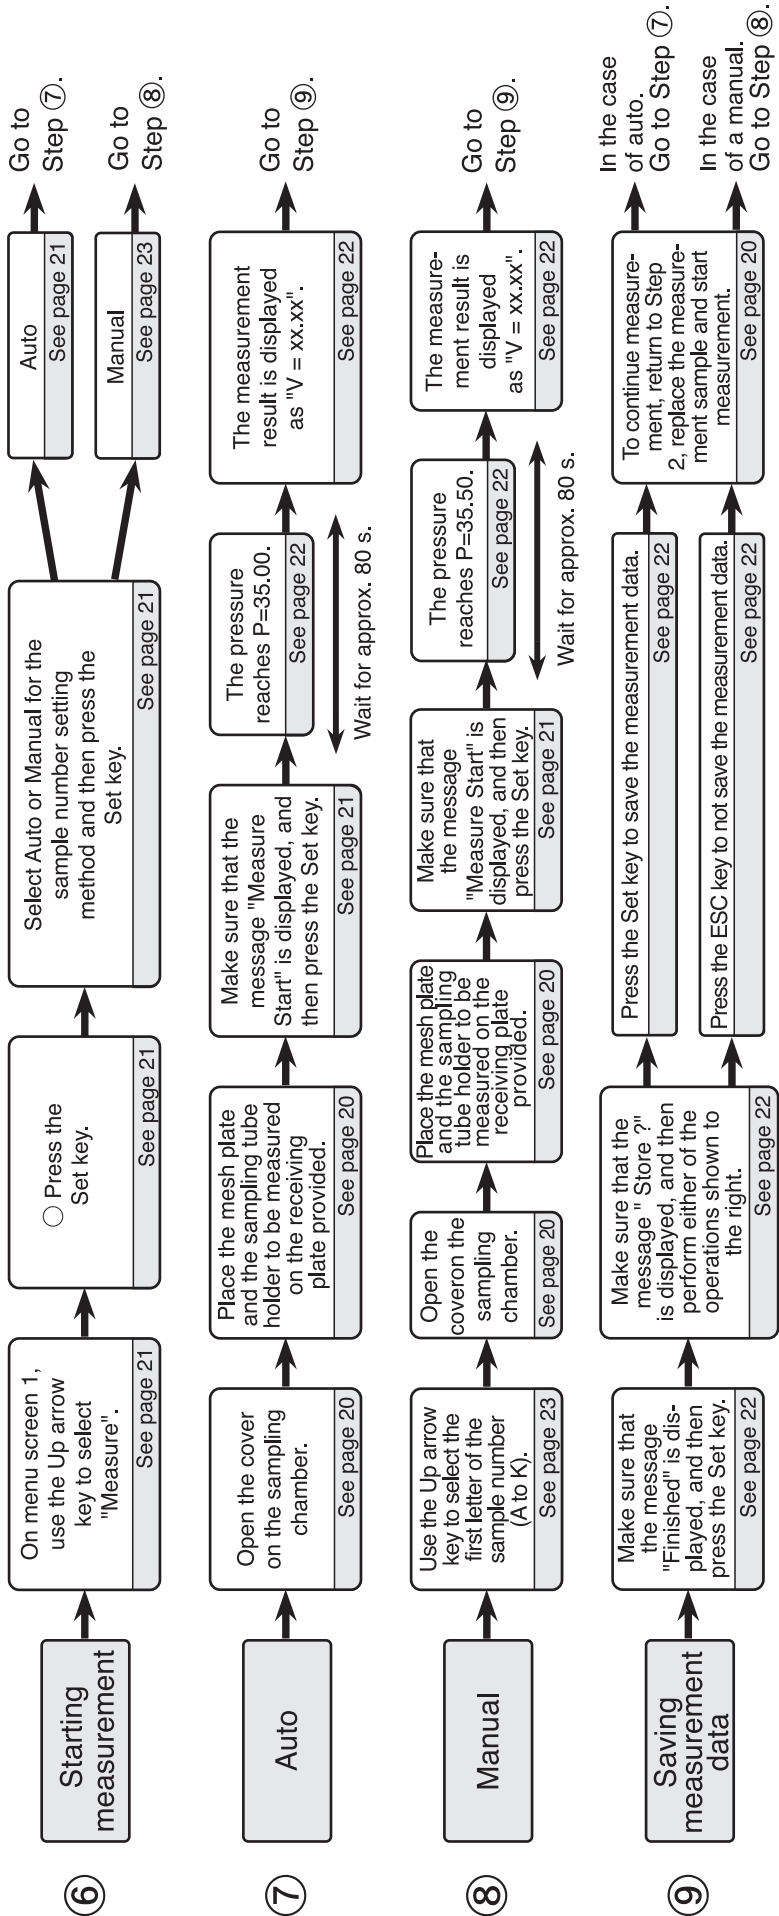 ⑥
Starting
measurement
On menu screen 1,
use the Up arrow
key to select
"Measure".
See page 21
○ Press the
Set key.
See page 21
Select Auto or Manual for the
sample number setting
method and then press the
Set key.
See page 21
Auto
See page 21
Go to
Step ⑦.
Manual
See page 23
Go to
Step ⑧.
⑦
Auto
Open the cover
on the sampling
chamber.
See page 20
Place the mesh plate
and the sampling tube
holder to be measured
on the receiving
plate provided.
See page 20
Make sure that the
message "Measure
Start" is displayed, and
then press the Set key.
See page 21
The pressure
reaches P=35.00.
See page 22
Wait for approx. 80 s.
The measurement
result is displayed
as "V = xx.xx".
See page 22
Go to
Step ⑨.
⑧
Manual
Use the Up arrow
key to select the
first letter of the
sample number
(A to K).
See page 23
Open the
coveron the
sampling
chamber.
See page 20
Place the mesh plate
and the sampling
tube holder to be
measured on the
receiving plate
provided.
See page 20
Make sure that
the message
"Measure Start" is
displayed, and then
press the Set key.
See page 21
The pressure
reaches P=35.50.
See page 22
Wait for approx. 80 s.
The measure-
ment result is
displayed
as "V = xx.xx".
See page 22
Go to
Step ⑨.
⑨
Saving
measurement
data
Make sure that
the message
"Finished" is dis-
played, and then
press the Set key.
See page 22
Make sure that the
message " Store ?"
is displayed, and then
perform either of the
operations shown to
the right.
See page 22
Press the Set key to save the measurement data.
See page 22
Press the ESC key to not save the measurement data.
See page 22
To continue measure-
ment, return to Step
2, replace the measure-
ment sample and start
measurement.
See page 20
In the case
of auto.
Go to Step ⑦.
In the case
of a manual.
Go to Step ⑧.